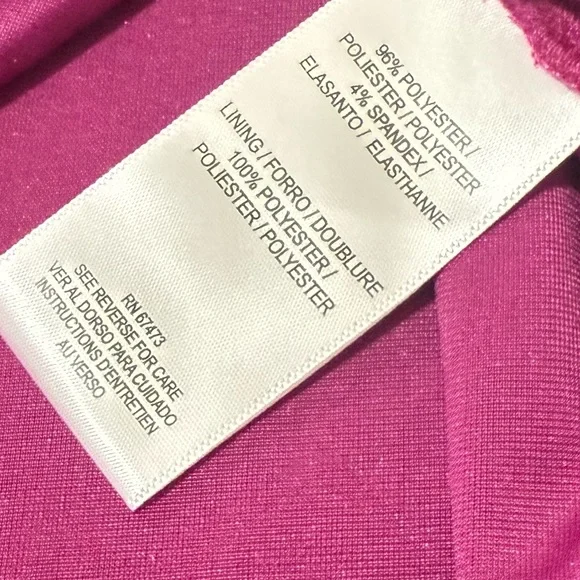 96% POLYESTER /
POLIESTER / POLYESTER
4% SPANDEX /
ELASANTO / ELASTHANNE
LINING / FORRO / DOUBLURE
100% POLYESTER /
POLIESTER / POLYESTER
RN 67473
SEE REVERSE FOR CARE
VER AL DORSO PARA CUIDADO
INSTRUCTIONS D'ENTRETIEN
AU VERSO